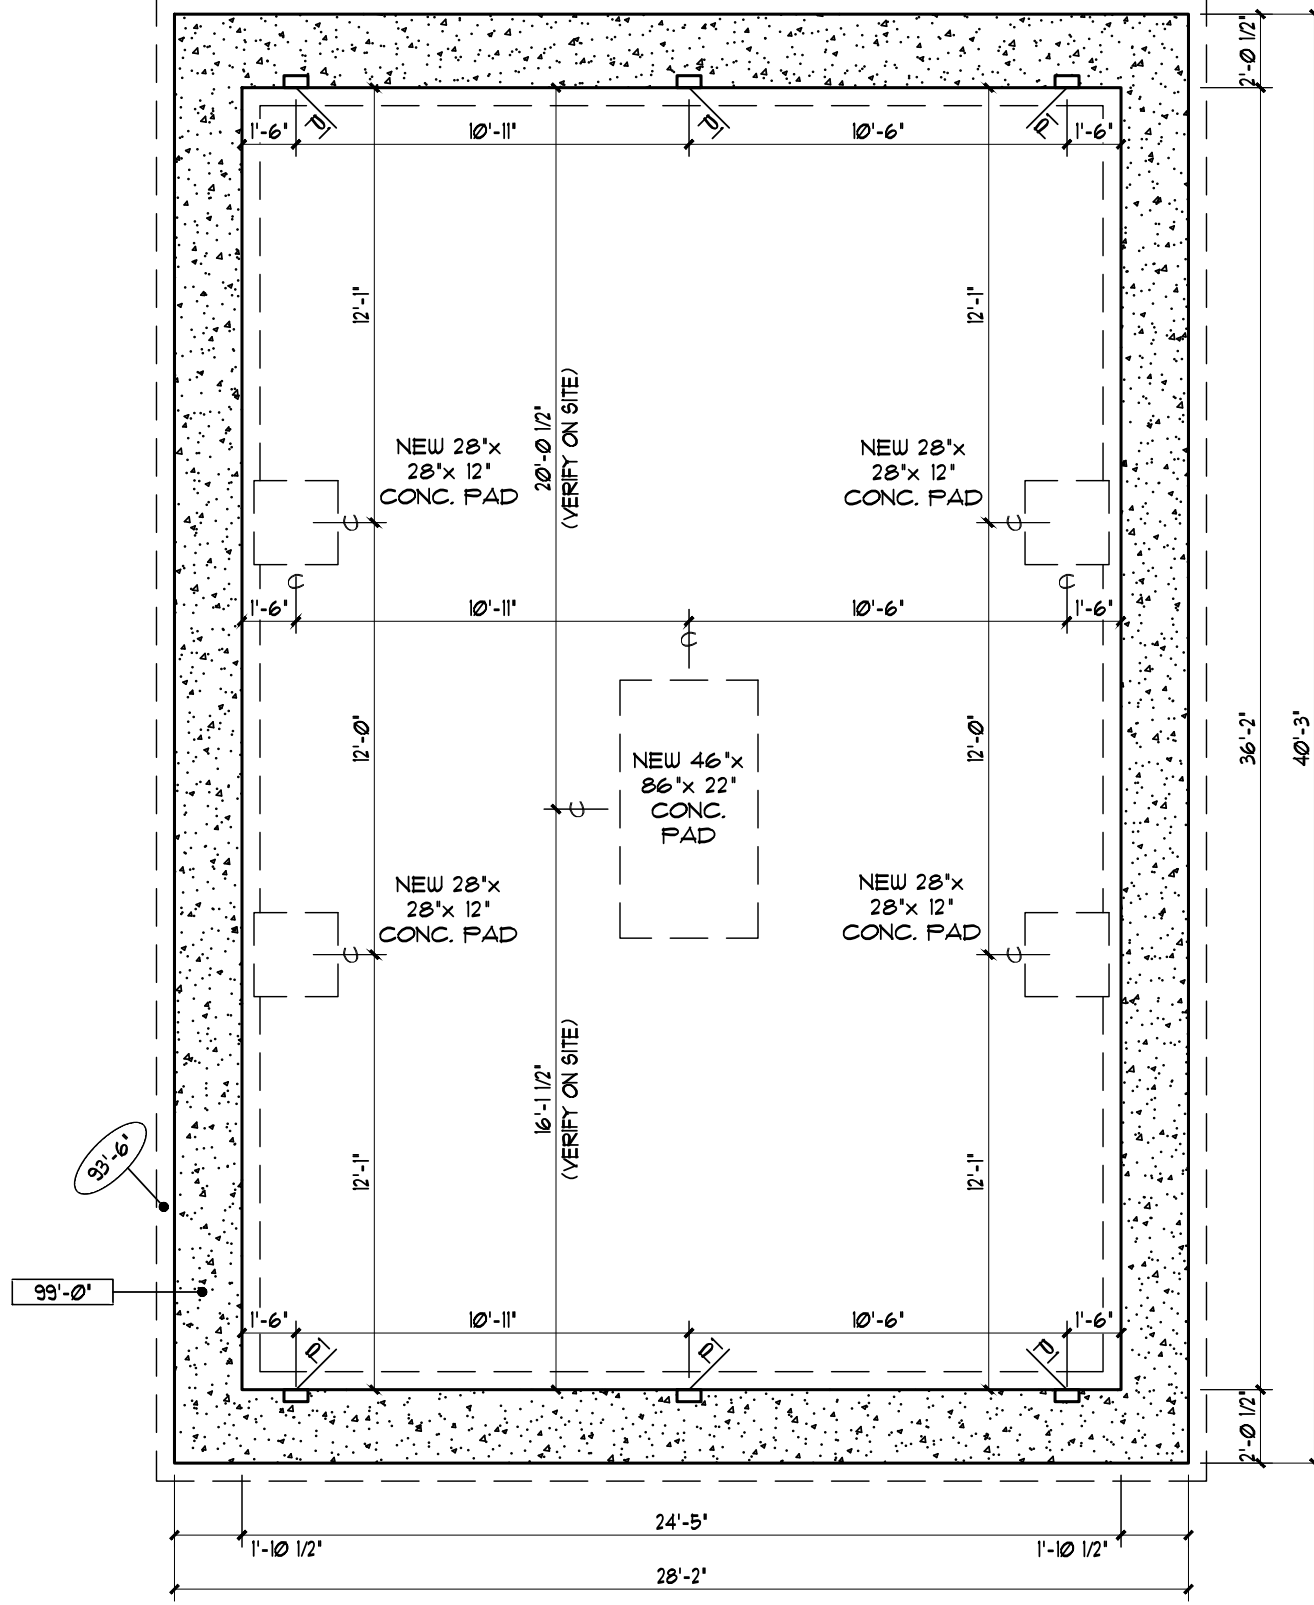 2'-0 1/2"
P1
P1
P1
1'-6"
10'-11"
10'-6"
1'-6"
12'-1"
12'-1"
20'-0 1/2"
(VERIFY ON SITE)
NEW 28"x
28"x 12"
CONC. PAD
NEW 28"x
28"x 12"
CONC. PAD
1'-6"
10'-11"
10'-6"
1'-6"
12'-0"
12'-0"
36'-2"
40'-3"
NEW 46"x
86"x 22"
CONC.
PAD
NEW 28"x
28"x 12"
CONC. PAD
NEW 28"x
28"x 12"
CONC. PAD
16'-1 1/2"
(VERIFY ON SITE)
12'-1"
12'-1"
93'-6"
99'-0"
1'-6"
10'-11"
10'-6"
1'-6"
P1
P1
P1
2'-0 1/2"
24'-5"
1'-10 1/2"
1'-10 1/2"
28'-2"